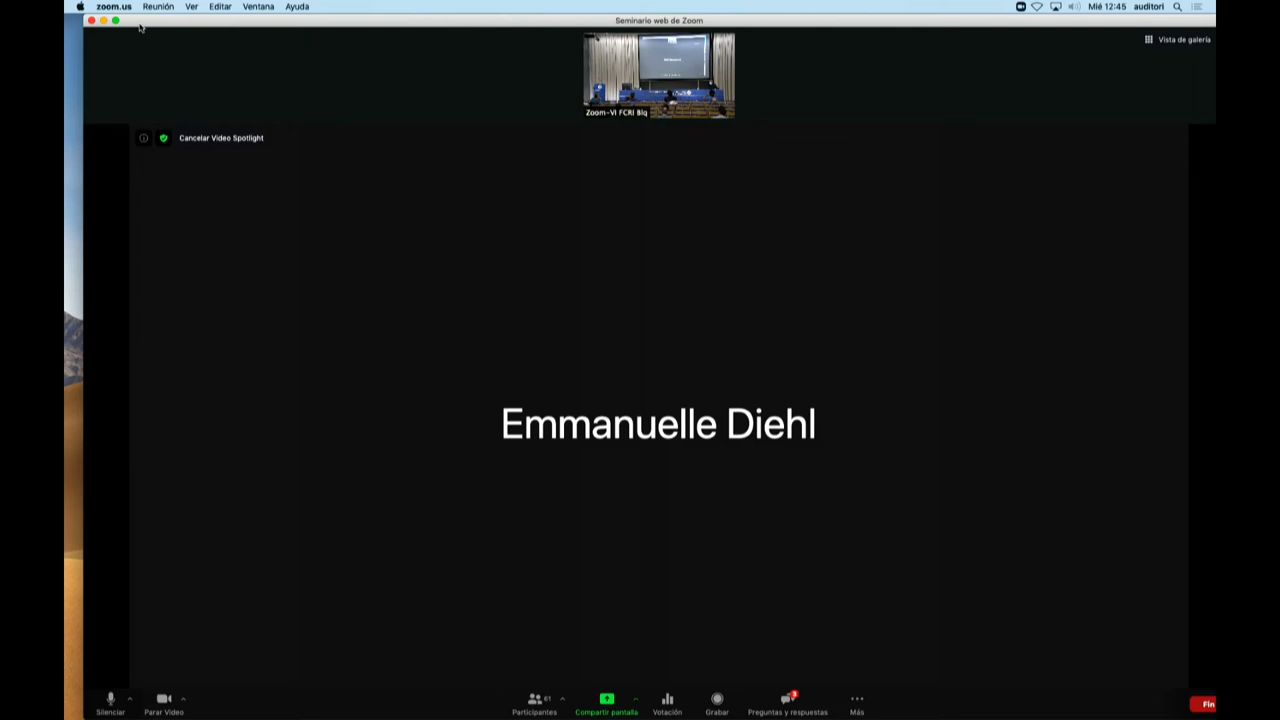 zoom.us Reunión Ver Editar Ventana Ayuda Mié 12:45 auditori
Seminario web de Zoom
Vista de galería
Zoom-VI FCRI Blq
Cancelar Video Spotlight
Emmanuelle Diehl
61
3
Silenciar Parar Video Participantes Compartir pantalla Votación Grabar Preguntas y respuestas Más Fin